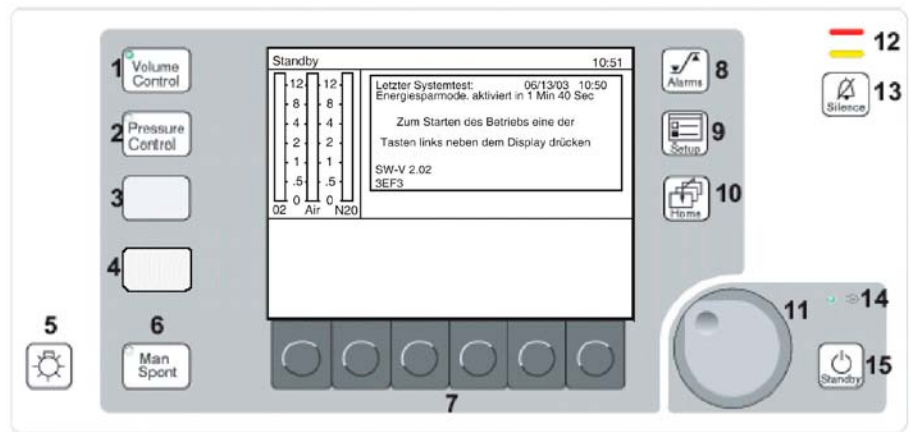 1 Volume Control
2 Pressure Control
3
4
5
6
Man Spont
Standby 10:51
12 12
8 8
4 4
2 2
1 1
.5 .5
0 0
02 Air N20
Letzter Systemtest: 06/13/03 10:50
Energiesparmode. aktiviert in 1 Min 40 Sec
Zum Starten des Betriebs eine der
Tasten links neben dem Display drücken
SW-V 2.02
3EF3
7
Alarms 8
Setup 9
Home 10
11
12
Silence 13
14
Standby 15